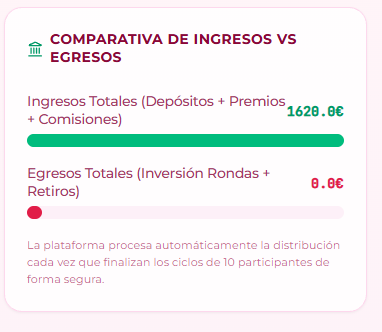 COMPARATIVA DE INGRESOS VS
EGRESOS
Ingresos Totales (Depósitos + Premios
+ Comisiones)
1620.0€
Egresos Totales (Inversión Rondas +
Retiros)
0.0€
La plataforma procesa automáticamente la distribución
cada vez que finalizan los ciclos de 10 participantes de
forma segura.